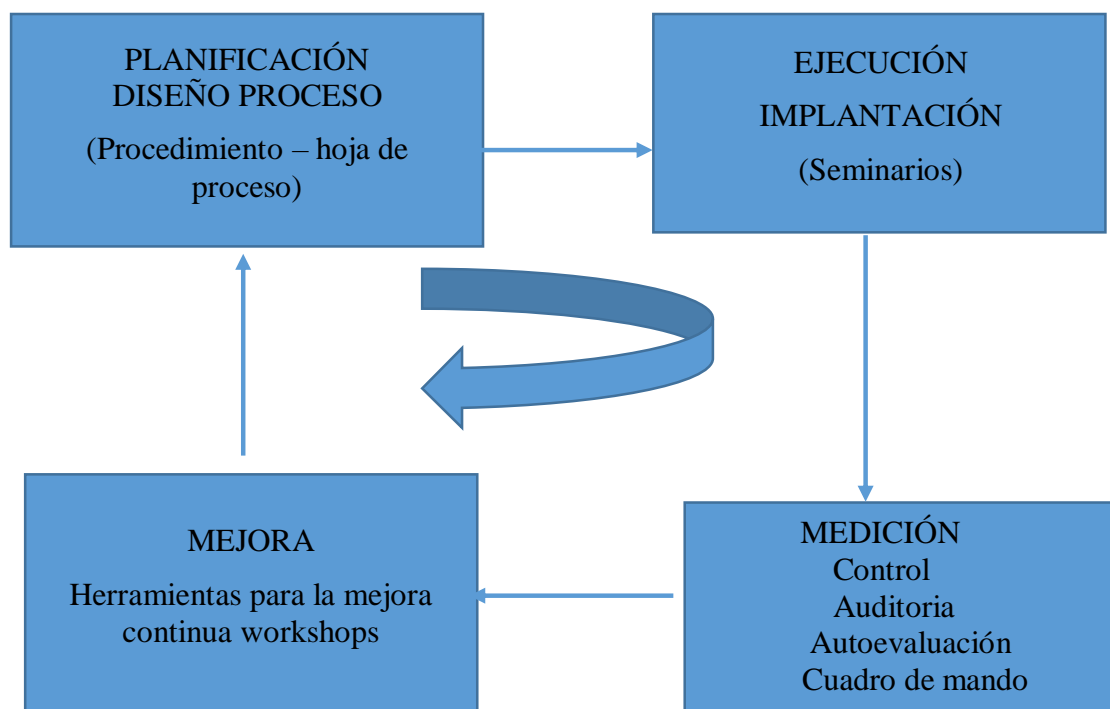 PLANIFICACIÓN
DISEÑO PROCESO
(Procedimiento – hoja de
proceso)
EJECUCIÓN
IMPLANTACIÓN
(Seminarios)
MEJORA
Herramientas para la mejora
continua workshops
MEDICIÓN
Control
Auditoria
Autoevaluación
Cuadro de mando